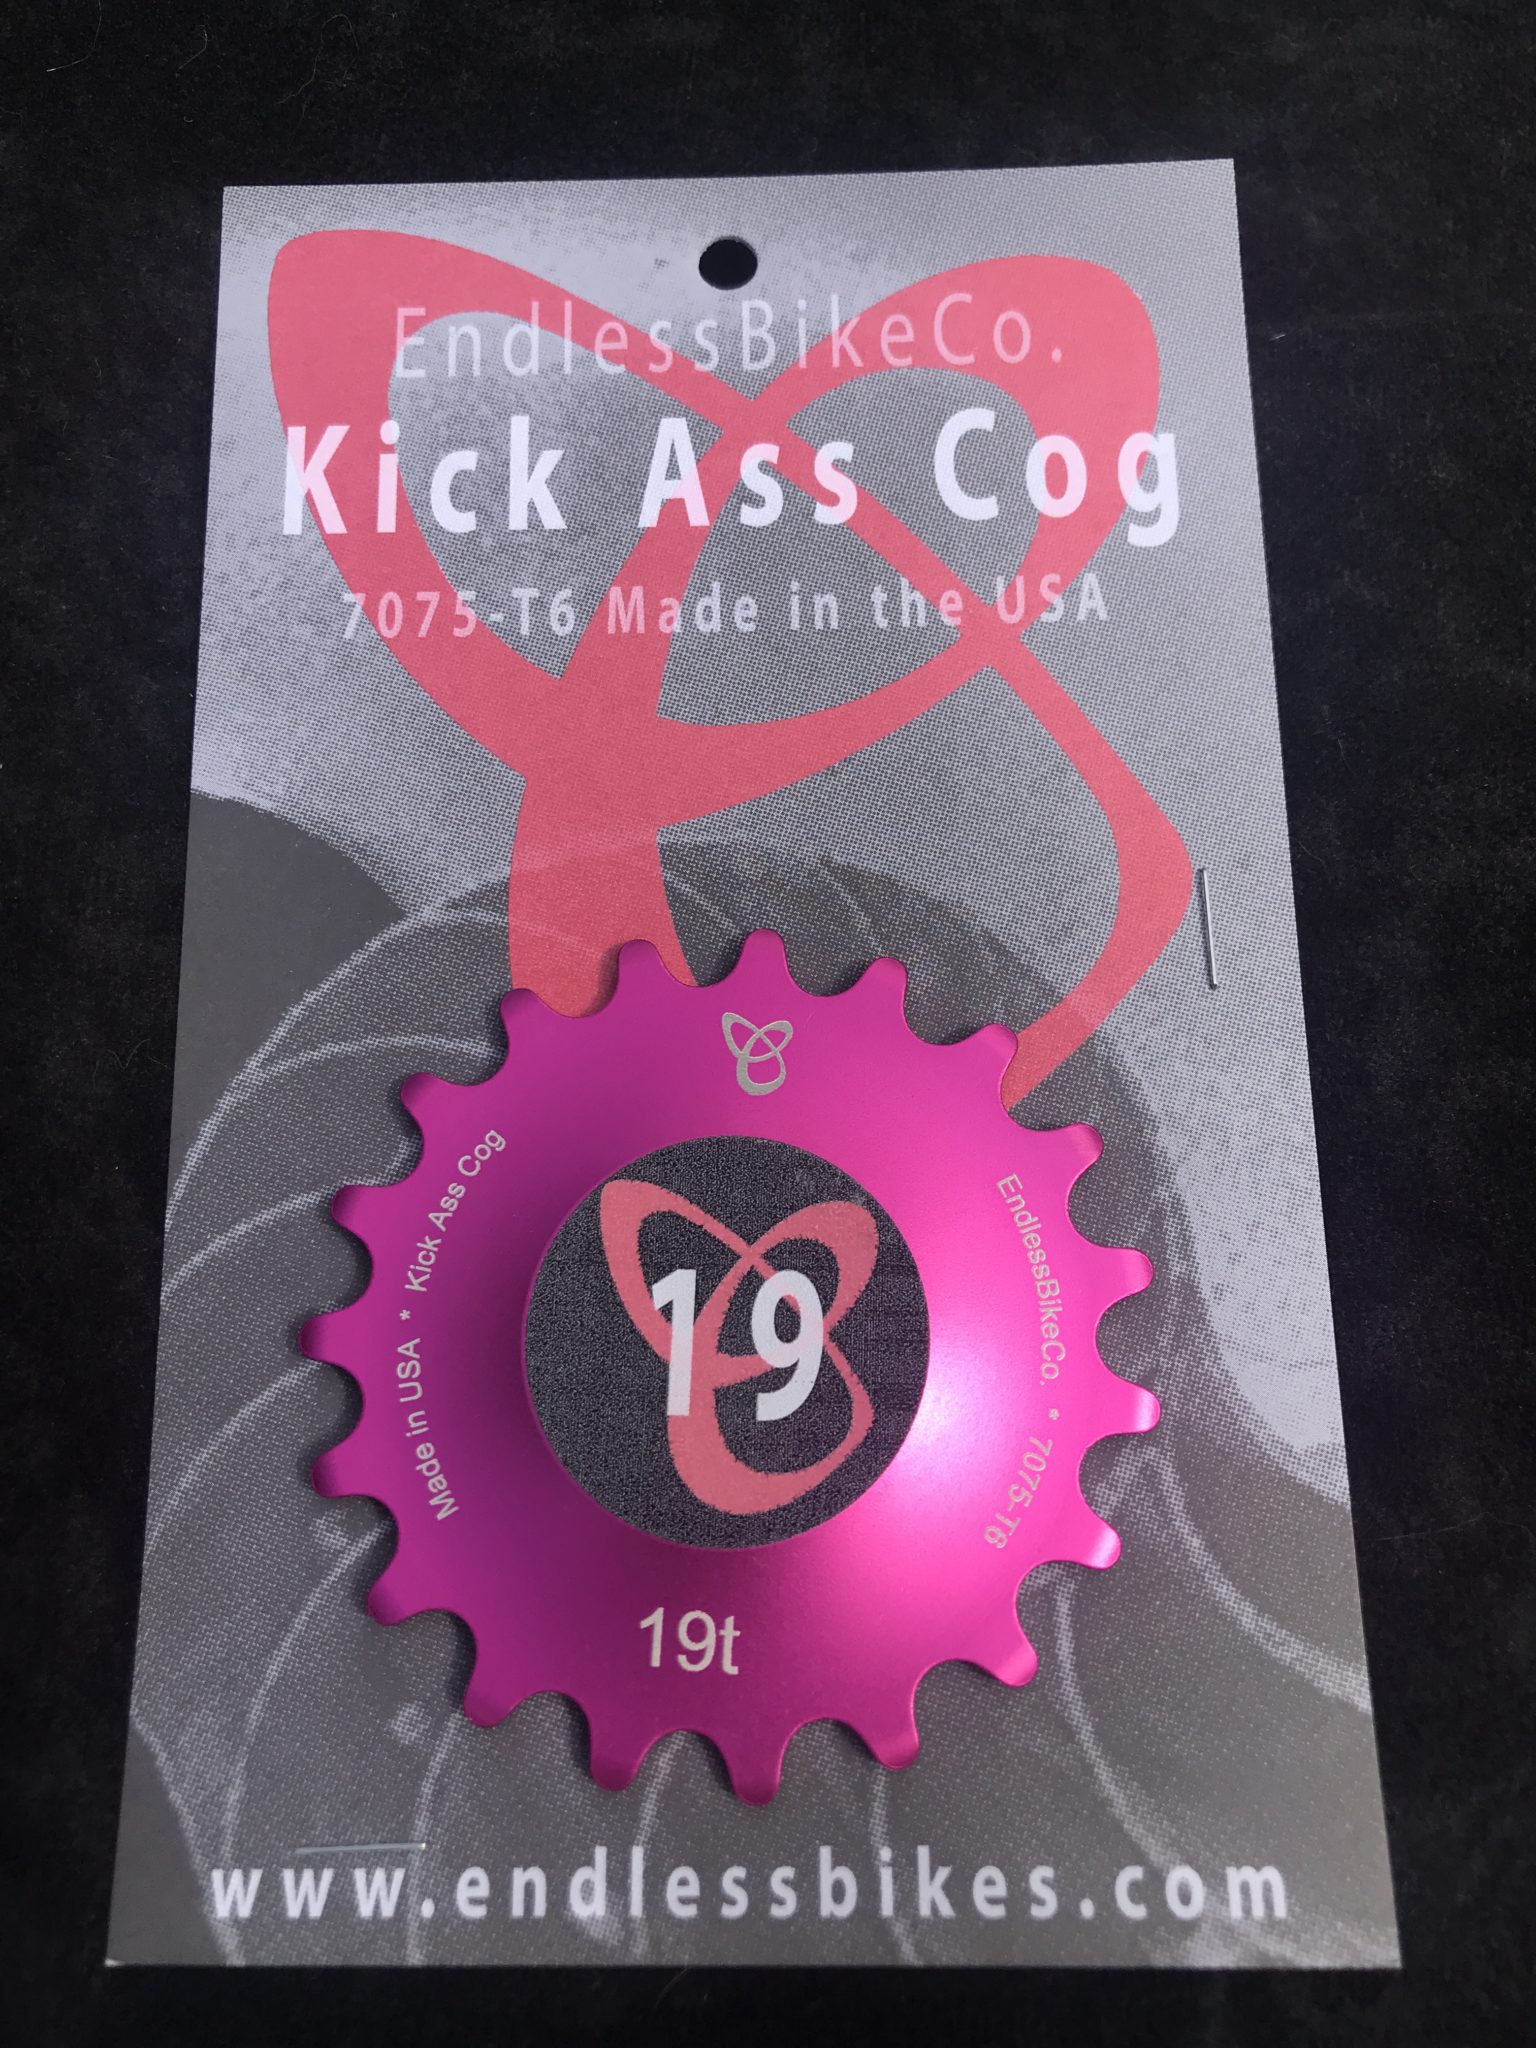 EndlessBikeCo.
Kick Ass Cog
7075-T6 Made in the USA
Made in USA * Kick Ass Cog
EndlessBikeCo. * 7075-T6
19
19t
www.endlessbikes.com